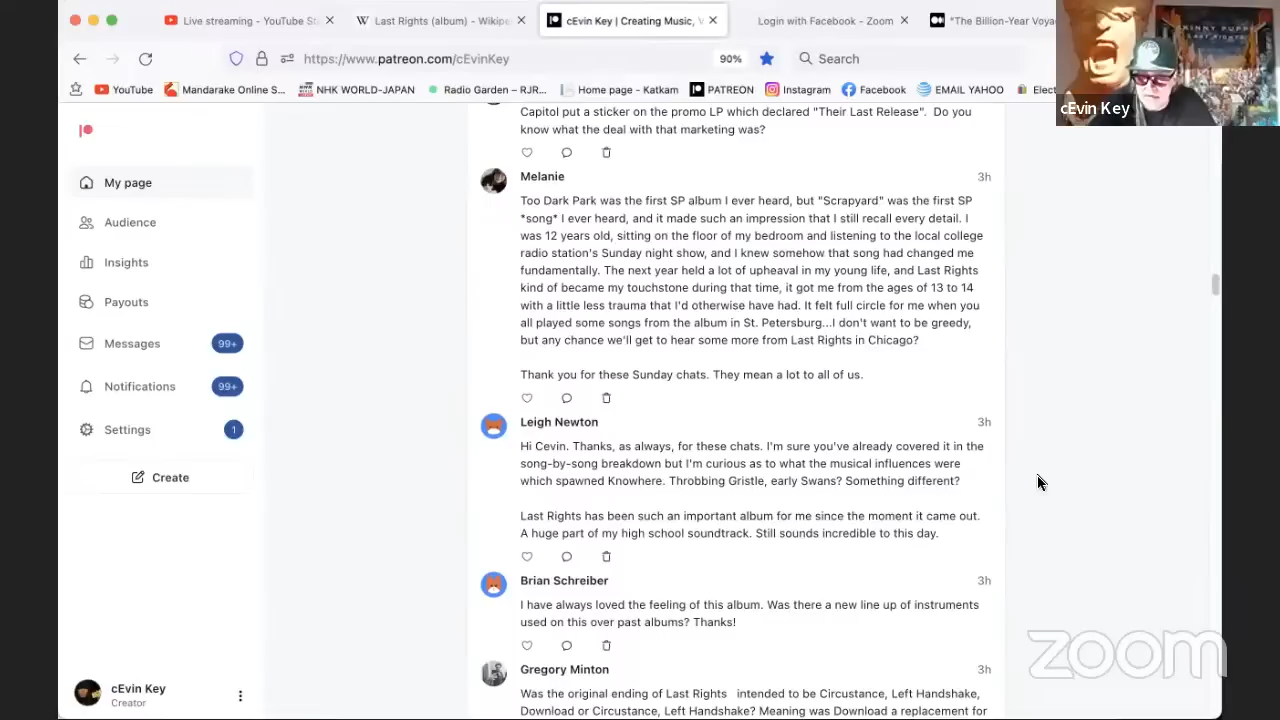 Live streaming - YouTube St
Last Rights (album) - Wikipe
cEvin Key | Creating Music, V
Login with Facebook - Zoom
"The Billion-Year Voya
https://www.patreon.com/cEvinKey
90%
Search
YouTube
Mandarake Online S...
NHK WORLD-JAPAN
Radio Garden – RJR...
Home page - Katkam
PATREON
Instagram
Facebook
EMAIL YAHOO
Elect
SKINNY PUPP
LAST RIGHTS
cEvin Key
My page
Audience
Insights
Payouts
Messages
99+
Notifications
99+
Settings
1
Create
Capitol put a sticker on the promo LP which declared "Their Last Release". Do you
know what the deal with that marketing was?
Melanie
3h
Too Dark Park was the first SP album I ever heard, but "Scrapyard" was the first SP
*song* I ever heard, and it made such an impression that I still recall every detail. I
was 12 years old, sitting on the floor of my bedroom and listening to the local college
radio station's Sunday night show, and I knew somehow that song had changed me
fundamentally. The next year held a lot of upheaval in my young life, and Last Rights
kind of became my touchstone during that time, it got me from the ages of 13 to 14
with a little less trauma that I'd otherwise have had. It felt full circle for me when you
all played some songs from the album in St. Petersburg...I don't want to be greedy,
but any chance we'll get to hear some more from Last Rights in Chicago?
Thank you for these Sunday chats. They mean a lot to all of us.
Leigh Newton
3h
Hi Cevin. Thanks, as always, for these chats. I'm sure you've already covered it in the
song-by-song breakdown but I'm curious as to what the musical influences were
which spawned Knowhere. Throbbing Gristle, early Swans? Something different?
Last Rights has been such an important album for me since the moment it came out.
A huge part of my high school soundtrack. Still sounds incredible to this day.
Brian Schreiber
3h
I have always loved the feeling of this album. Was there a new line up of instruments
used on this over past albums? Thanks!
Gregory Minton
3h
Was the original ending of Last Rights intended to be Circustance, Left Handshake,
Download or Circustance, Left Handshake? Meaning was Download a replacement for
cEvin Key
Creator
zoom